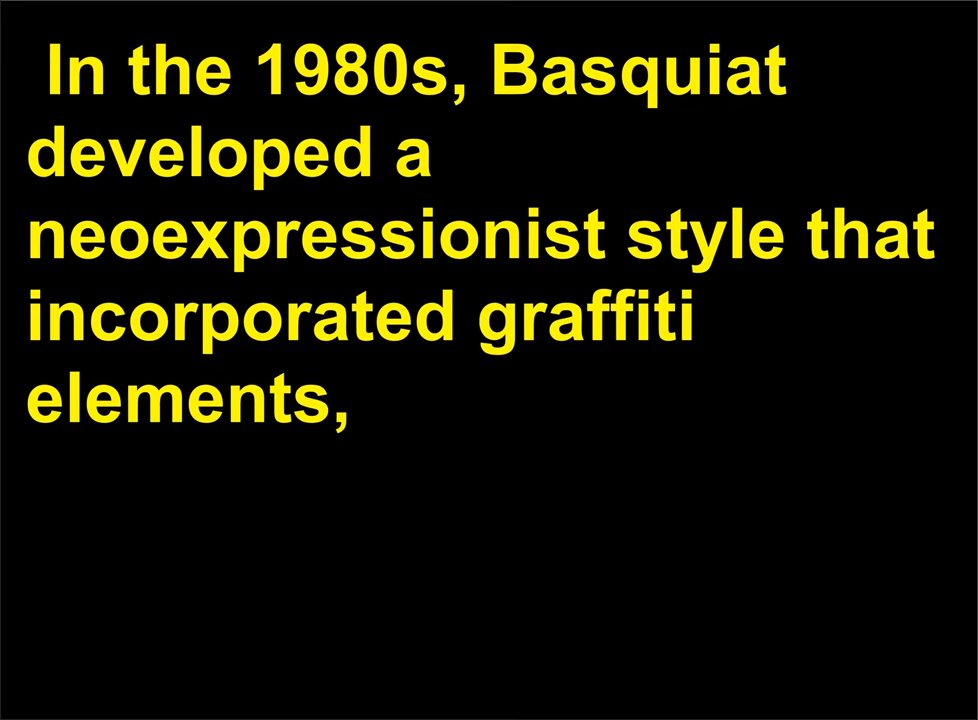 In the 1980s, Basquiat
developed a
neoexpressionist style that
incorporated graffiti
elements,